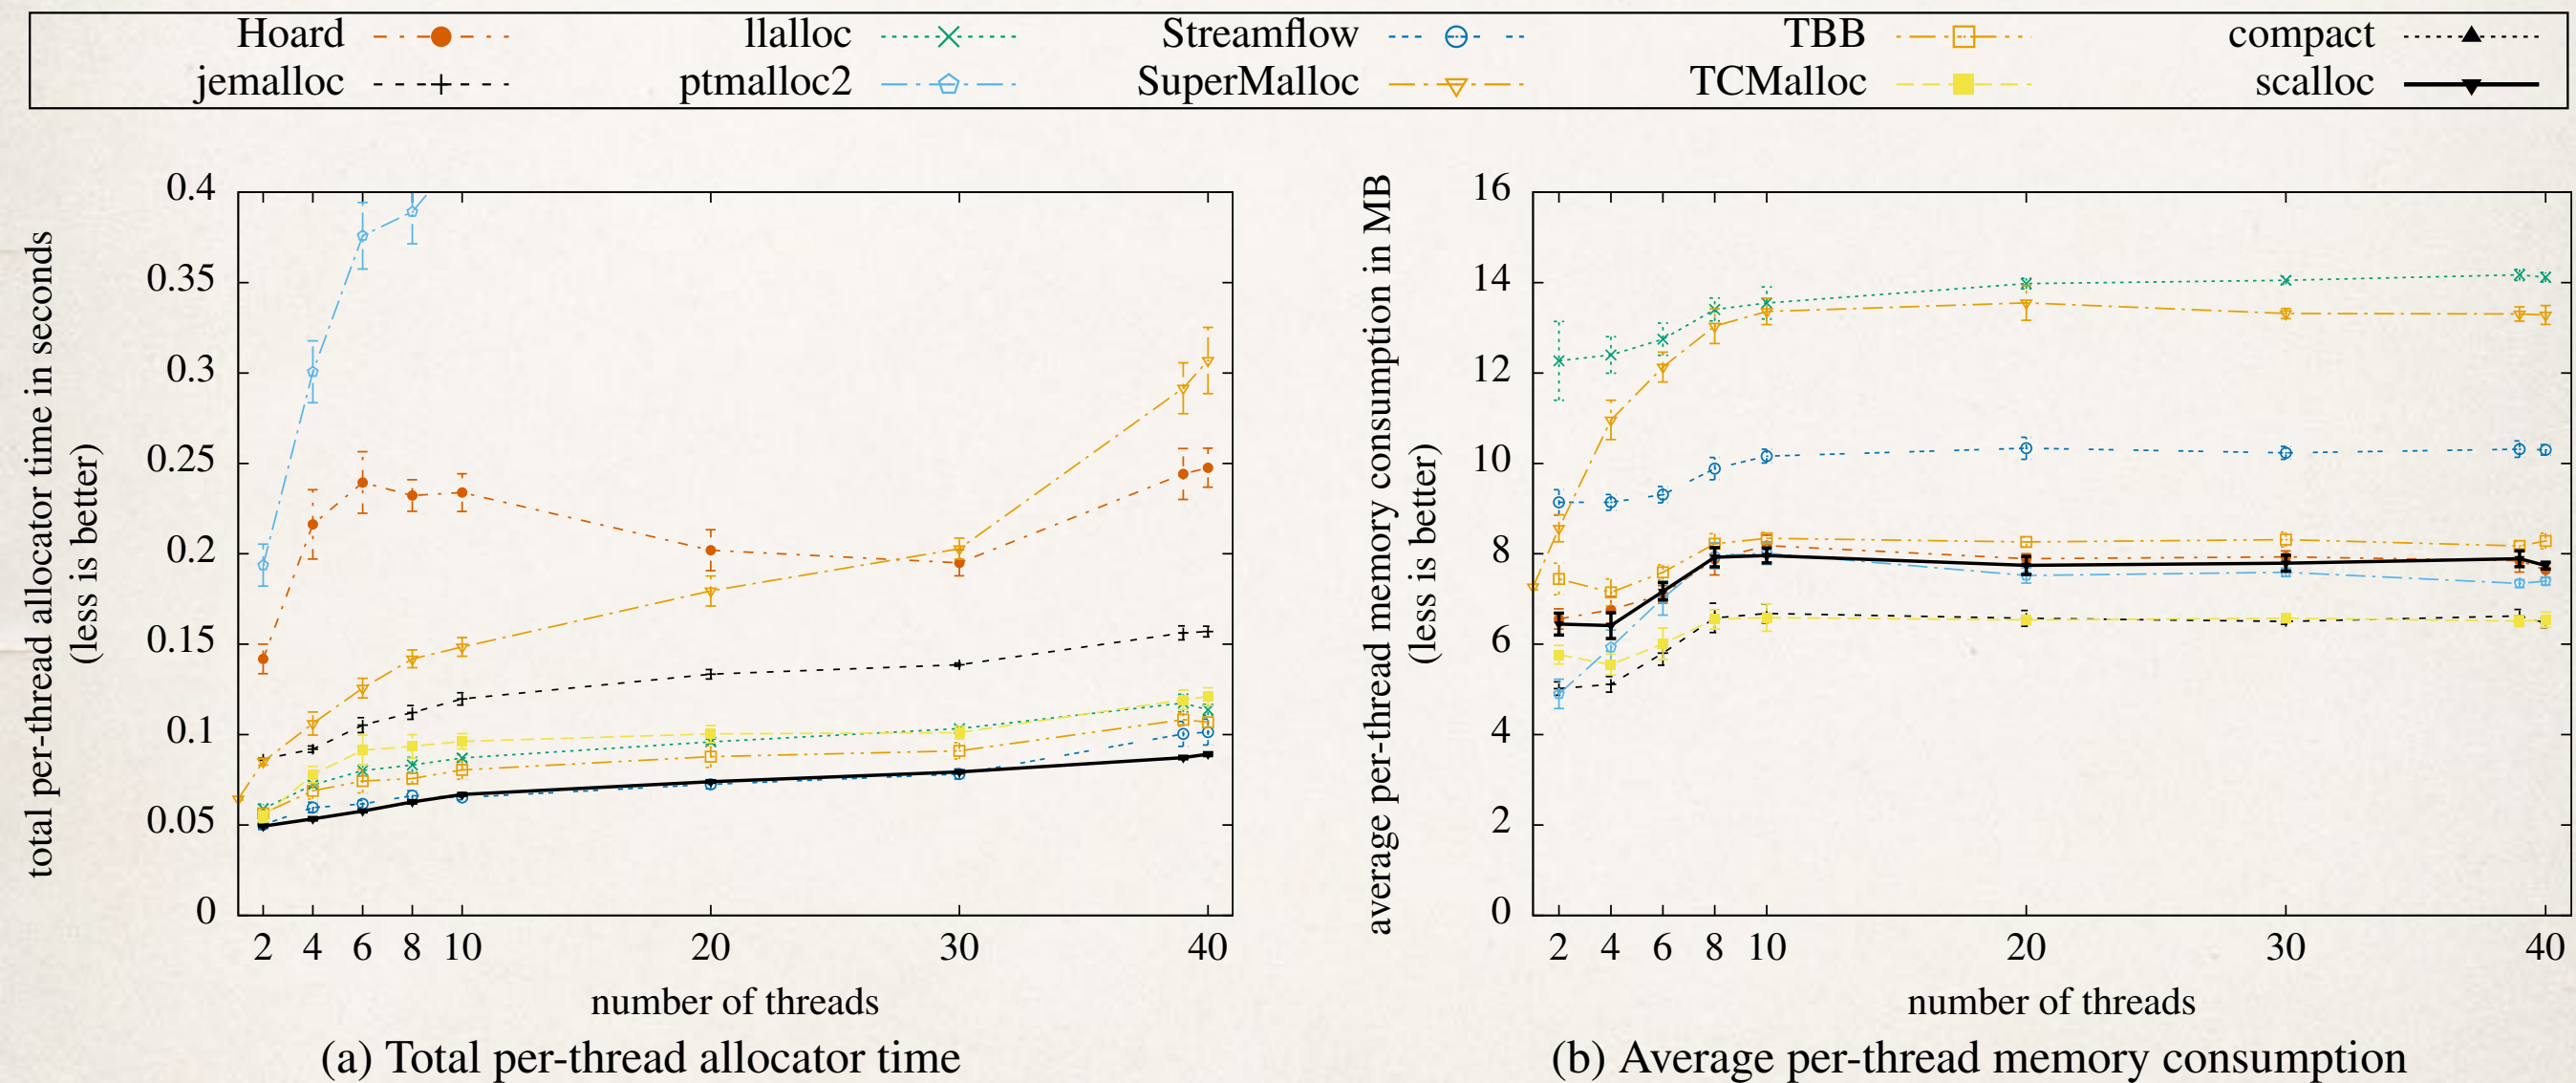 Hoard llalloc Streamflow TBB compact
jemalloc ptmalloc2 SuperMalloc TCMalloc scalloc
total per-thread allocator time in seconds
(less is better)
0.4
0.35
0.3
0.25
0.2
0.15
0.1
0.05
0
2 4 6 8 10 20 30 40
number of threads
(a) Total per-thread allocator time
average per-thread memory consumption in MB
(less is better)
16
14
12
10
8
6
4
2
0
2 4 6 8 10 20 30 40
number of threads
(b) Average per-thread memory consumption